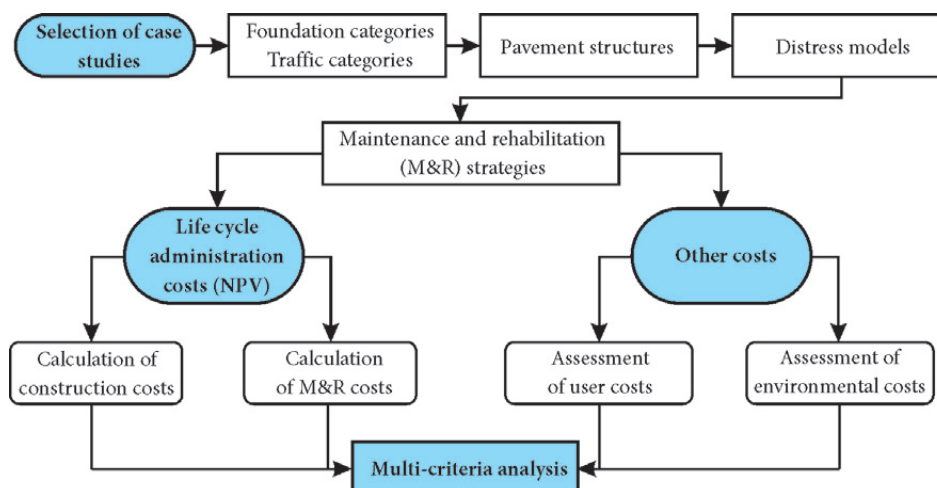 Selection of case
studies
Foundation categories
Traffic categories
Pavement structures
Distress models
Maintenance and rehabilitation
(M&R) strategies
Life cycle
administration
costs (NPV)
Other costs
Calculation of
construction costs
Calculation
of M&R costs
Assessment
of user costs
Assessment of
environmental costs
Multi-criteria analysis